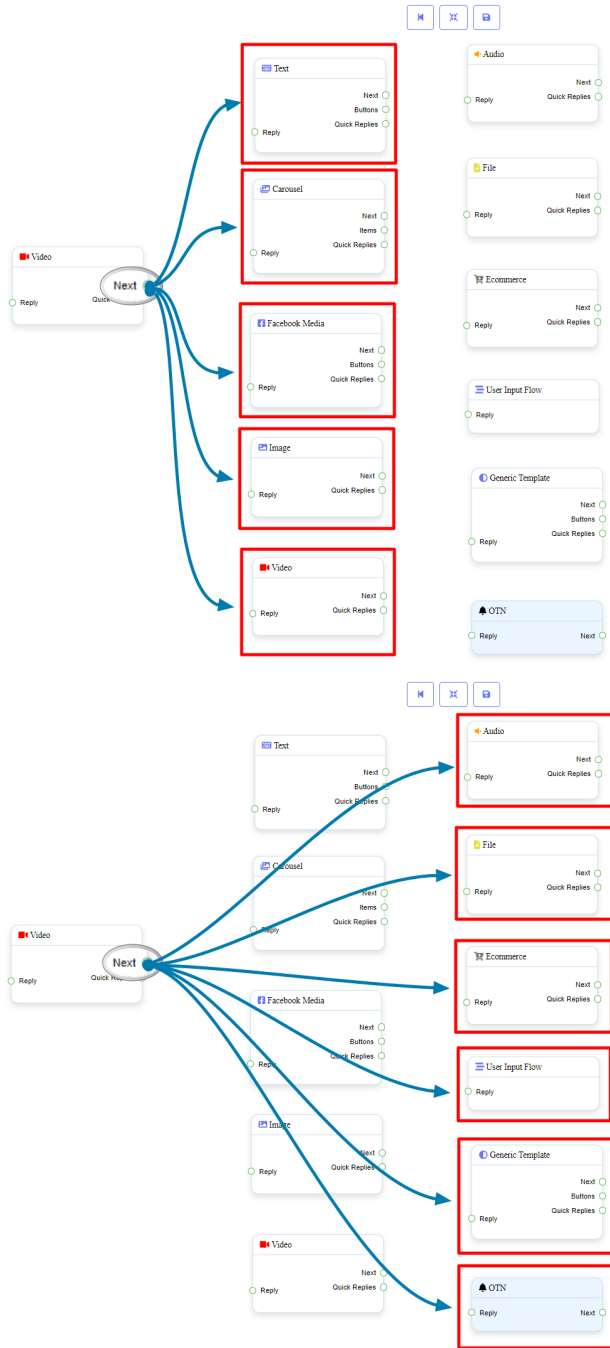 Text
Next
Buttons
Quick Replies
Reply
Audio
Next
Quick Replies
Reply
Carousel
Next
Items
Quick Replies
Reply
File
Next
Quick Replies
Reply
Video
Next
Reply
Quick
Facebook Media
Next
Buttons
Quick Replies
Reply
Ecommerce
Next
Quick Replies
Reply
User Input Flow
Reply
Image
Next
Quick Replies
Reply
Generic Template
Next
Buttons
Quick Replies
Reply
Video
Next
Quick Replies
Reply
OTN
Reply
Next
Text
Next
Buttons
Quick Replies
Reply
Audio
Next
Quick Replies
Reply
Carousel
Next
Items
Quick Replies
Reply
File
Next
Quick Replies
Reply
Video
Next
Reply
Quick Replies
Facebook Media
Next
Buttons
Quick Replies
Reply
Ecommerce
Next
Quick Replies
Reply
User Input Flow
Reply
Image
Next
Quick Replies
Reply
Generic Template
Next
Buttons
Quick Replies
Reply
Video
Next
Quick Replies
Reply
OTN
Reply
Next